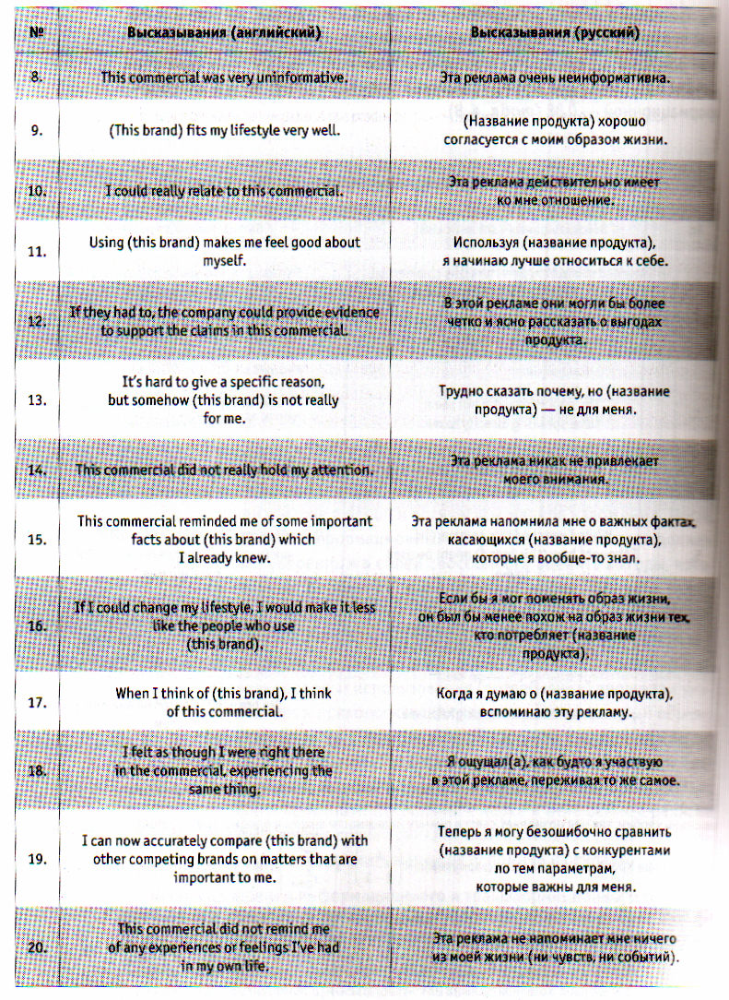 № Высказывания (английский) Высказывания (русский)
8. This commercial was very uninformative. Эта реклама очень неинформативна.
9. (This brand) fits my lifestyle very well. (Название продукта) хорошо
согласуется с моим образом жизни.
10. I could really relate to this commercial. Эта реклама действительно имеет
ко мне отношение.
11. Using (this brand) makes me feel good about
myself.
Используя (название продукта),
я начинаю лучше относиться к себе.
12. If they had to, the company could provide evidence
to support the claims in this commercial.
В этой рекламе они могли бы более
четко и ясно рассказать о выгодах
продукта.
13. It's hard to give a specific reason,
but somehow (this brand) is not really
for me.
Трудно сказать почему, но (название
продукта) — не для меня.
14. This commercial did not really hold my attention. Эта реклама никак не привлекает
моего внимания.
15. This commercial reminded me of some important
facts about (this brand) which
I already knew.
Эта реклама напомнила мне о важных фактах,
касающихся (название продукта),
которые я вообще-то знал.
16. If I could change my lifestyle, I would make it less
like the people who use
(this brand).
Если бы я мог поменять образ жизни,
он был бы менее похож на образ жизни тех,
кто потребляет (название
продукта).
17. When I think of (this brand), I think
of this commercial.
Когда я думаю о (название продукта),
вспоминаю эту рекламу.
18. I felt as though I were right there
in the commercial, experiencing the
same thing.
Я ощущал(а), как будто я участвую
в этой рекламе, переживая то же самое.
19. I can now accurately compare (this brand) with
other competing brands on matters that are
important to me.
Теперь я могу безошибочно сравнить
(название продукта) с конкурентами
по тем параметрам,
которые важны для меня.
20. This commercial did not remind me
of any experiences or feelings I've had
in my own life.
Эта реклама не напоминает мне ничего
из моей жизни (ни чувств, ни событий).